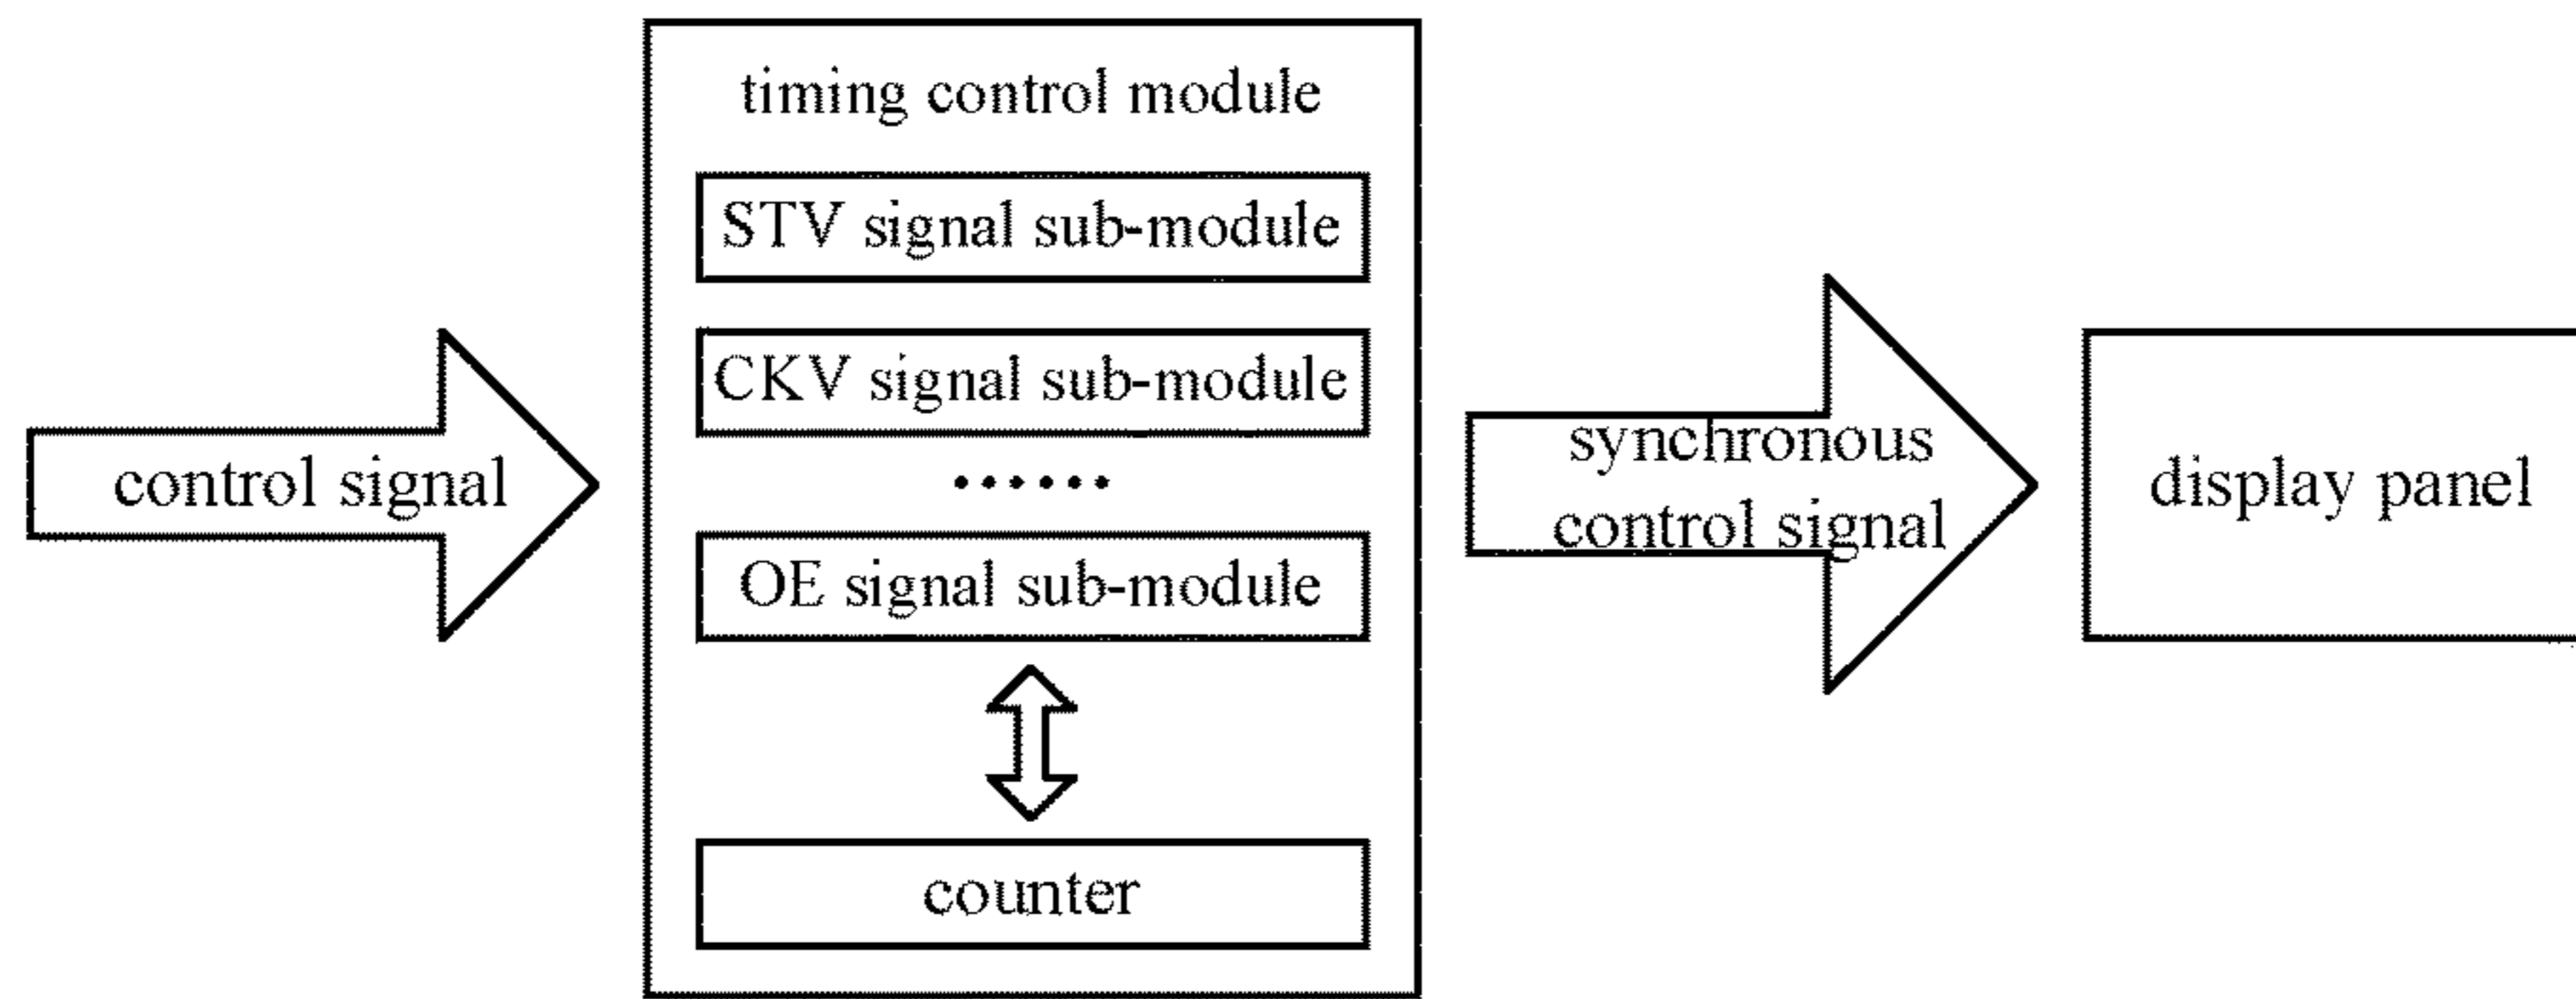 timing control module
STV signal sub-module
CKV signal sub-module
......
OE signal sub-module
counter
control signal
synchronous
control signal
display panel